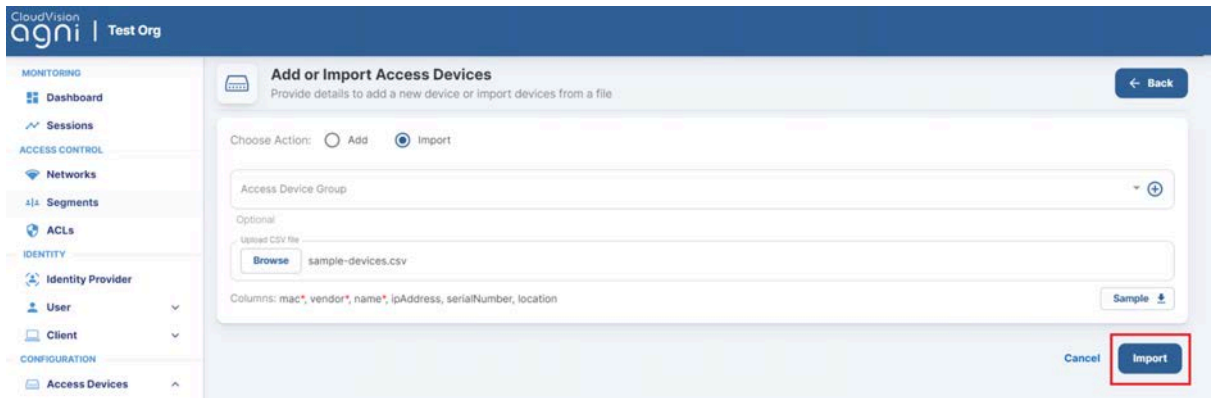 CloudVision
agni | Test Org
MONITORING
Dashboard
Sessions
ACCESS CONTROL
Networks
Segments
ACLs
IDENTITY
Identity Provider
User
Client
CONFIGURATION
Access Devices
Add or Import Access Devices
Provide details to add a new device or import devices from a file
Back
Choose Action: Add Import
Access Device Group
Optional
Upload CSV file
Browse sample-devices.csv
Columns: mac*, vendor*, name*, ipAddress, serialNumber, location
Sample
Cancel Import